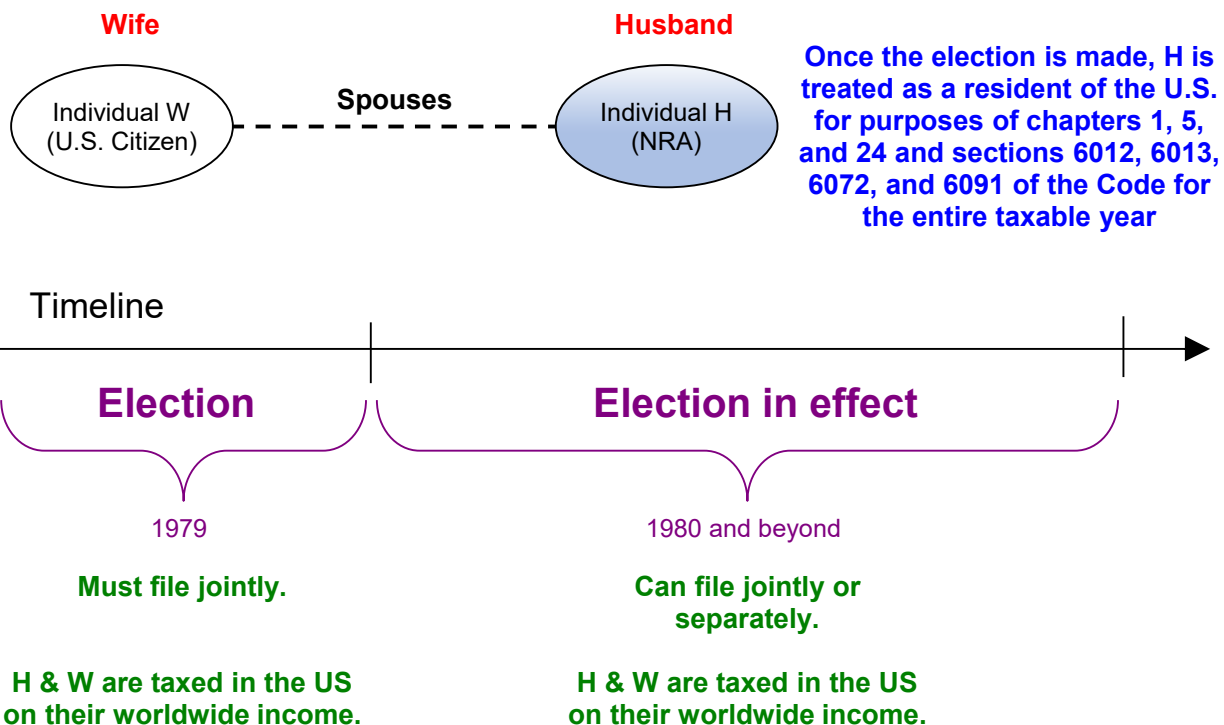 Wife
Husband
Individual W
(U.S. Citizen)
Spouses
Individual H
(NRA)
Once the election is made, H is
treated as a resident of the U.S.
for purposes of chapters 1, 5,
and 24 and sections 6012, 6013,
6072, and 6091 of the Code for
the entire taxable year
Timeline
Election
Election in effect
1979
1980 and beyond
Must file jointly.
Can file jointly or
separately.
H & W are taxed in the US
on their worldwide income.
H & W are taxed in the US
on their worldwide income.